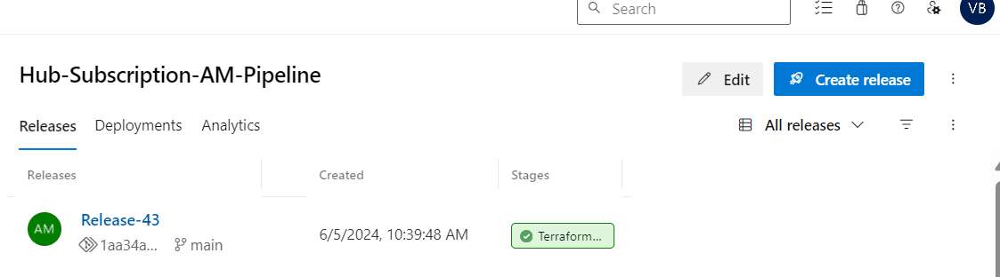 Search
VB
Hub-Subscription-AM-Pipeline
Edit
Create release
Releases
Deployments
Analytics
All releases
Releases
Created
Stages
AM
Release-43
1aa34a...
main
6/5/2024, 10:39:48 AM
Terraform...